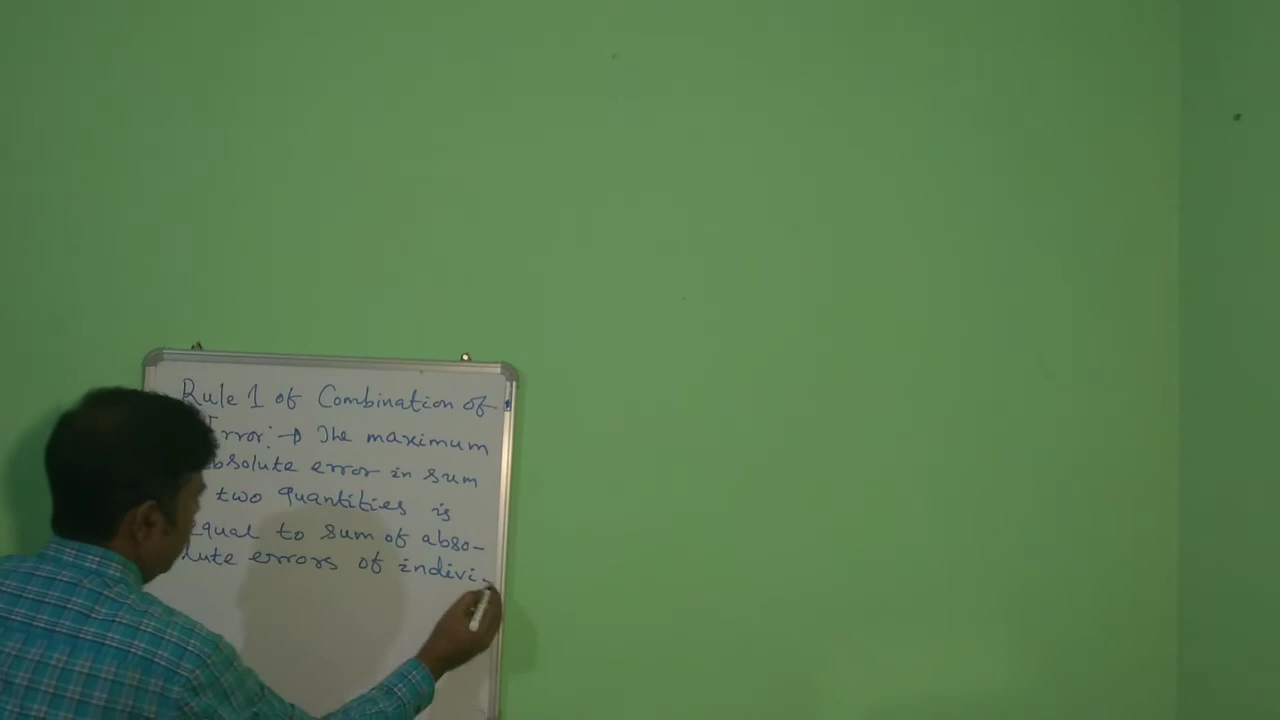 Rule 1 of Combination of
Error:→ The maximum
absolute error in sum
two quantities is
equal to sum of abso-
lute errors of indivi-